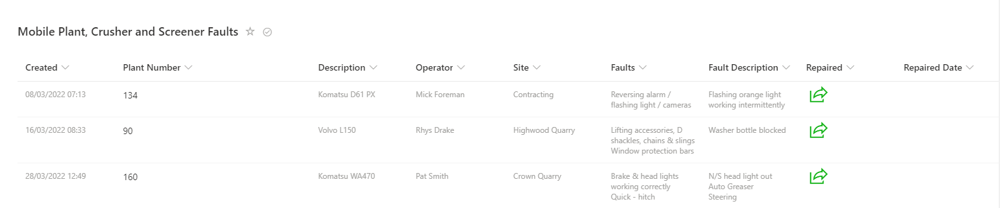 Mobile Plant, Crusher and Screener Faults
Created Plant Number Description Operator Site Faults Fault Description Repaired Repaired Date
08/03/2022 07:13 134 Komatsu D61 PX Mick Foreman Contracting Reversing alarm / Flashing orange light
flashing light / cameras working intermittently
16/03/2022 08:33 90 Volvo L150 Rhys Drake Highwood Quarry Lifting accessories, D Washer bottle blocked
shackles, chains & slings
Window protection bars
28/03/2022 12:49 160 Komatsu WA470 Pat Smith Crown Quarry Brake & head lights N/S head light out
working correctly Auto Greaser
Quick - hitch Steering